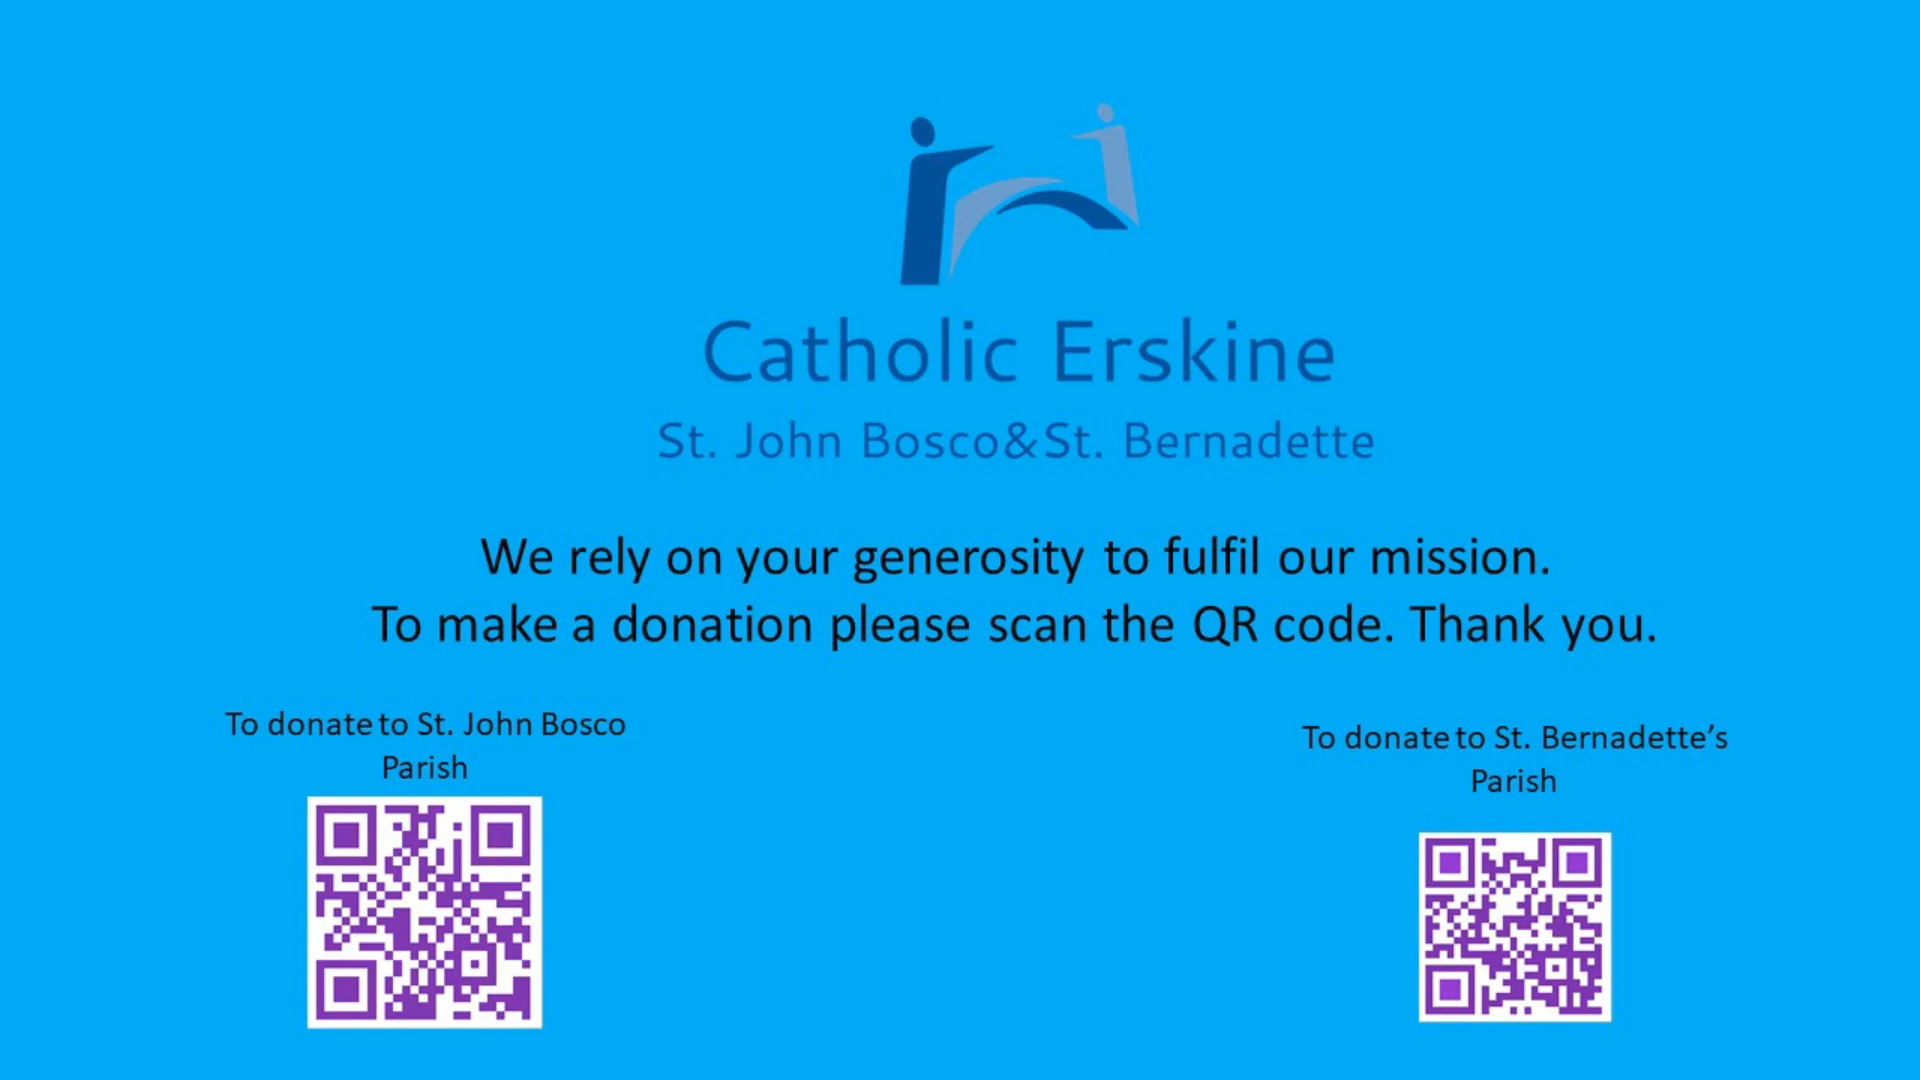 Catholic Erskine
St. John Bosco&St. Bernadette
We rely on your generosity to fulfil our mission.
To make a donation please scan the QR code. Thank you.
To donate to St. John Bosco
Parish
To donate to St. Bernadette’s
Parish